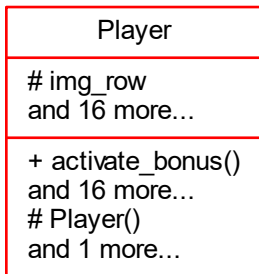 Player
# img_row
and 16 more...
+ activate_bonus()
and 16 more...
# Player()
and 1 more...